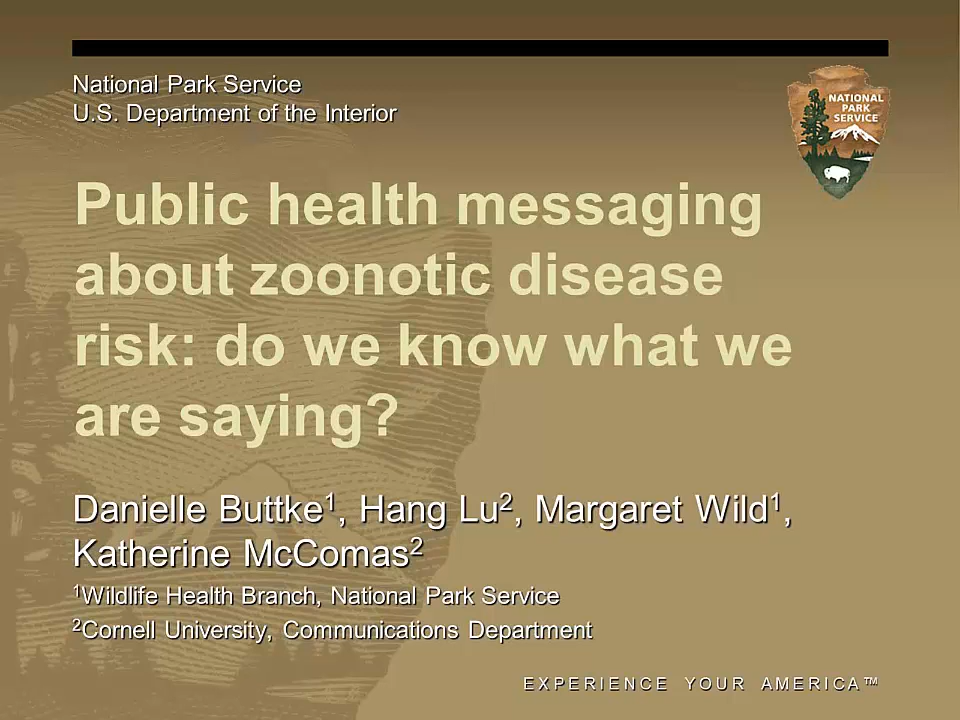 National Park Service
U.S. Department of the Interior
NATIONAL
PARK
SERVICE
Public health messaging
about zoonotic disease
risk: do we know what we
are saying?
Danielle Buttke¹, Hang Lu², Margaret Wild¹,
Katherine McComas²
¹Wildlife Health Branch, National Park Service
²Cornell University, Communications Department
EXPERIENCE YOUR AMERICA™